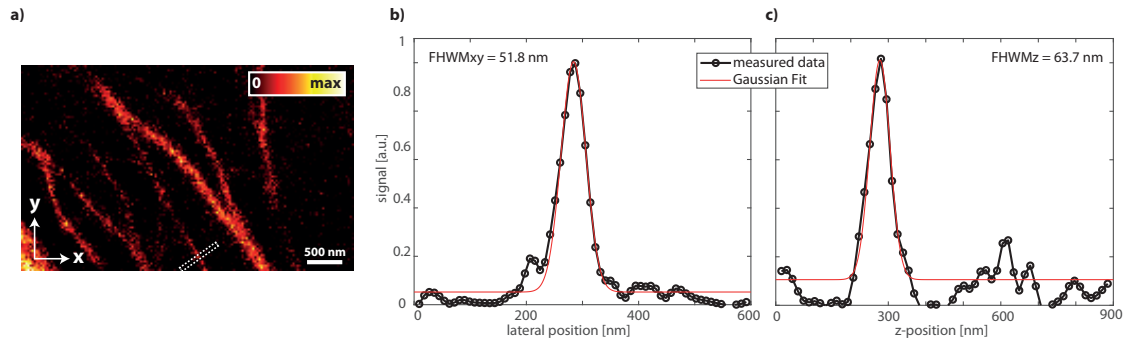 a)
0 max
y
x
500 nm
b)
FHWMxy = 51.8 nm
1
0.8
0.6
0.4
0.2
0
signal [a.u.]
0 200 400 600
lateral position [nm]
measured data
Gaussian Fit
c)
FHWMz = 63.7 nm
0 300 600 900
z-position [nm]